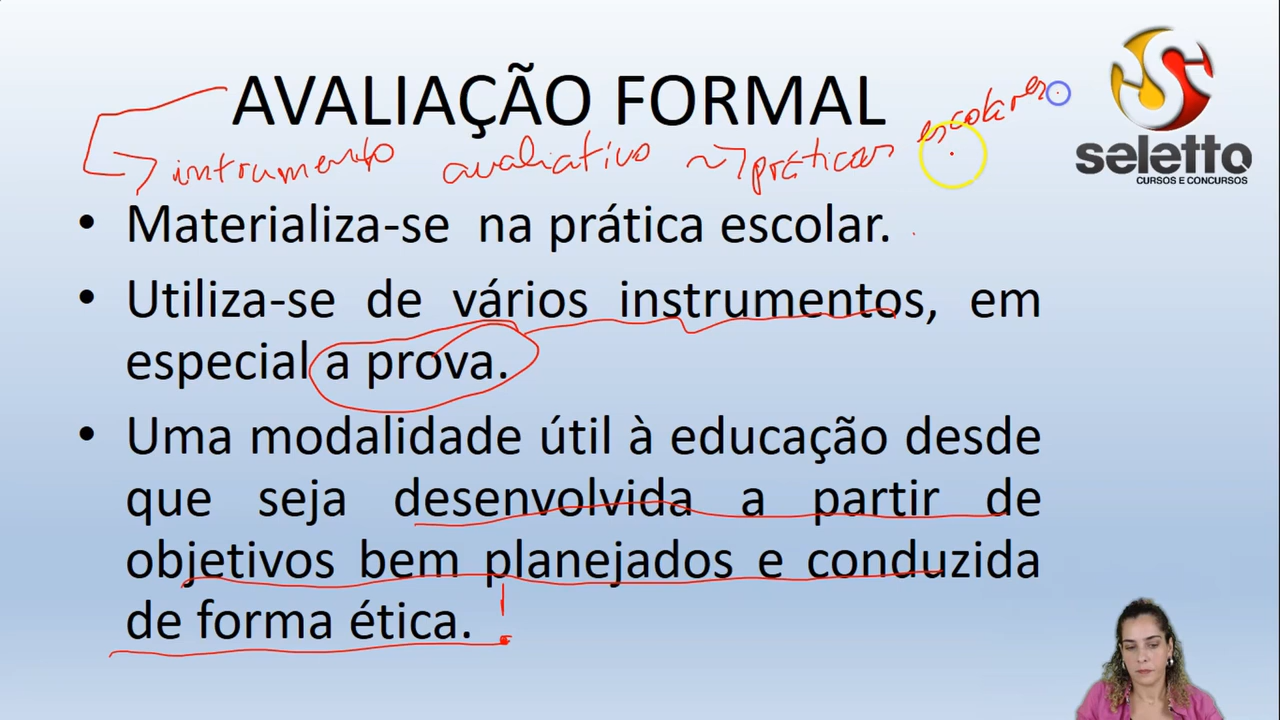 AVALIAÇÃO FORMAL
instrumento avaliativo ~> práticas escolares
seletto
CURSOS E CONCURSOS
• Materializa-se na prática escolar.
• Utiliza-se de vários instrumentos, em
especial a prova.
• Uma modalidade útil à educação desde
que seja desenvolvida a partir de
objetivos bem planejados e conduzida
de forma ética.